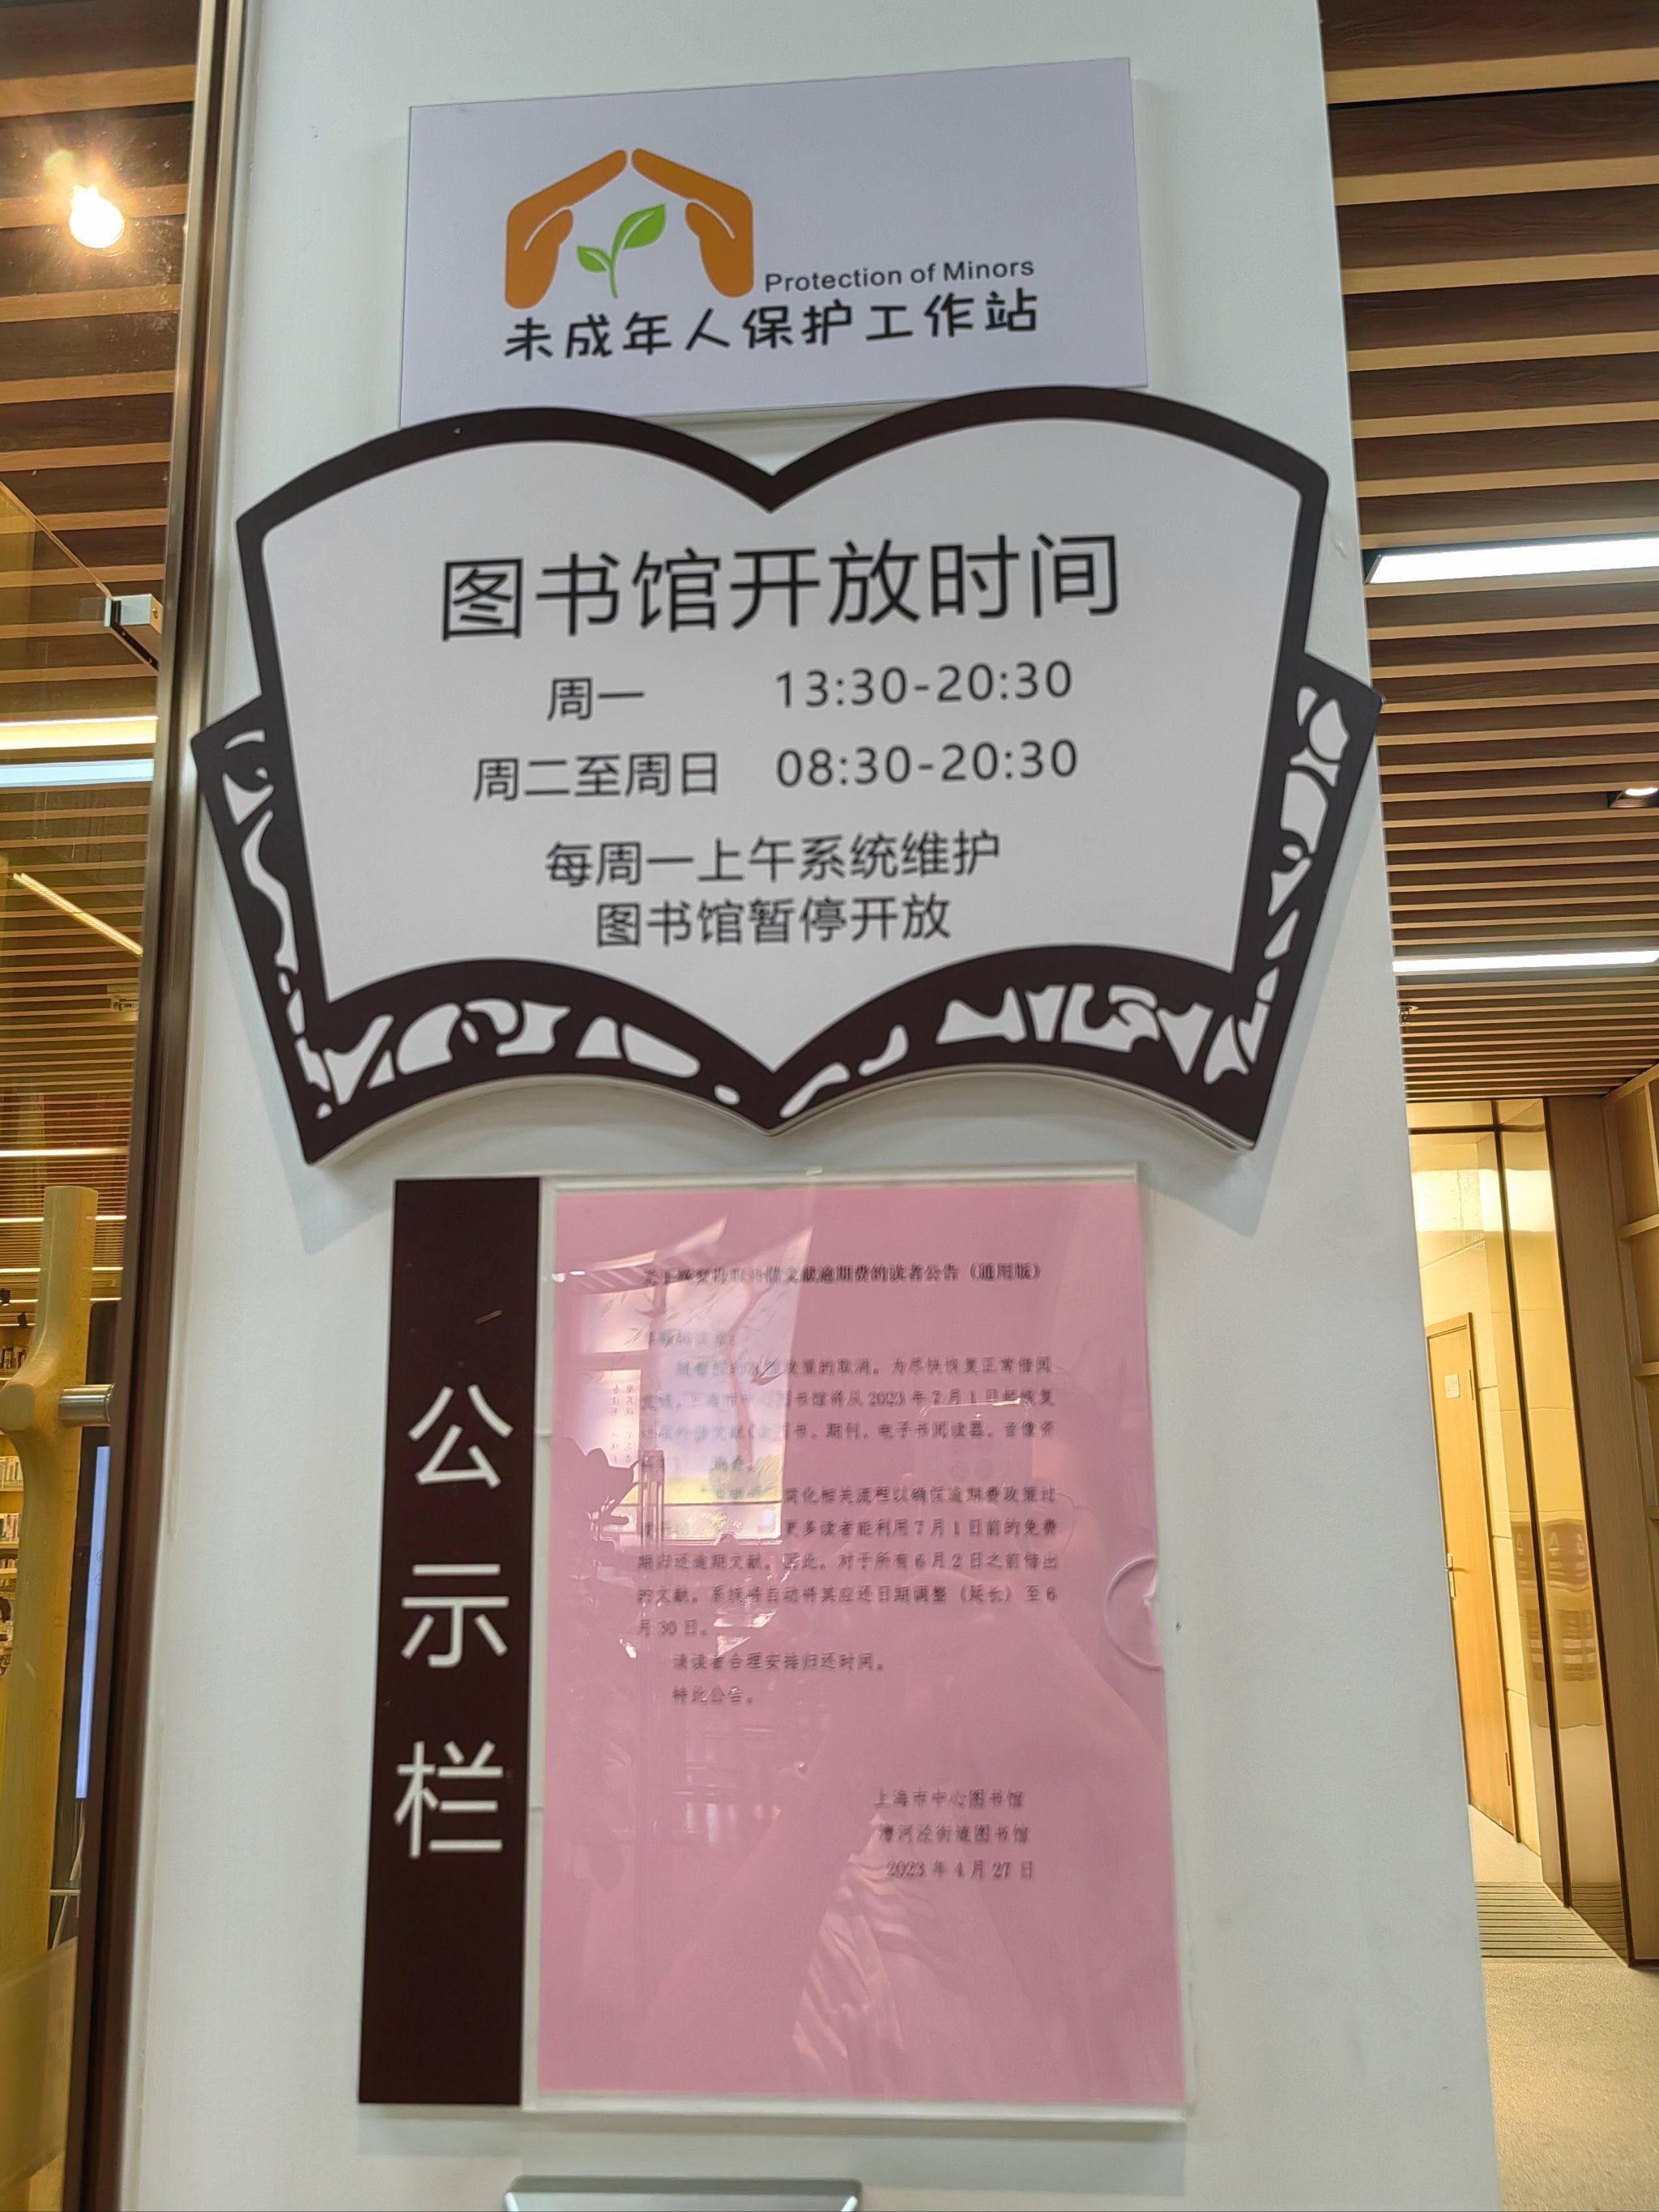 Protection of Minors
未成年人保护工作站
图书馆开放时间
周一 13:30-20:30
周二至周日 08:30-20:30
每周一上午系统维护
图书馆暂停开放
公示栏
文献逾期费的读者公告（通用版）
政策的取消。为尽快恢复正常借阅
上海市中心图书馆将从2023年7月1日起恢复
外借文献 书、期刊、电子书阅读器、音像资
简化相关流程以确保逾期费政策过
更多读者能利用7月1日前的免费
期归还逾期文献。因此，对于所有6月2日之前借出
的文献，系统将自动将其应还日期调整（延长）至6
月30日。
请读者合理安排归还时间。
特此公告。
上海市中心图书馆
漕河泾街道图书馆
2023年4月27日